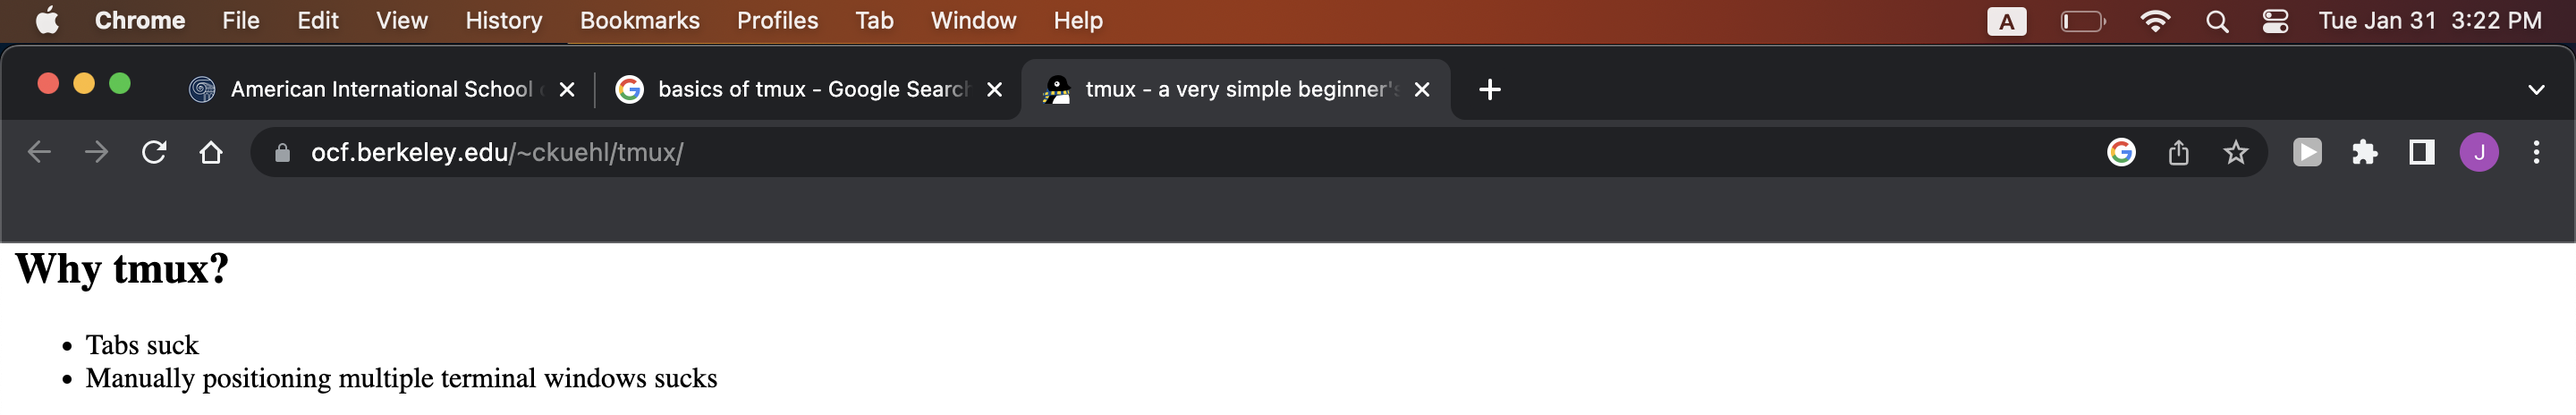 Chrome File Edit View History Bookmarks Profiles Tab Window Help A Tue Jan 31 3:22 PM
American International School basics of tmux - Google Search tmux - a very simple beginner's
ocf.berkeley.edu/~ckuehl/tmux/ J
Why tmux?
• Tabs suck
• Manually positioning multiple terminal windows sucks